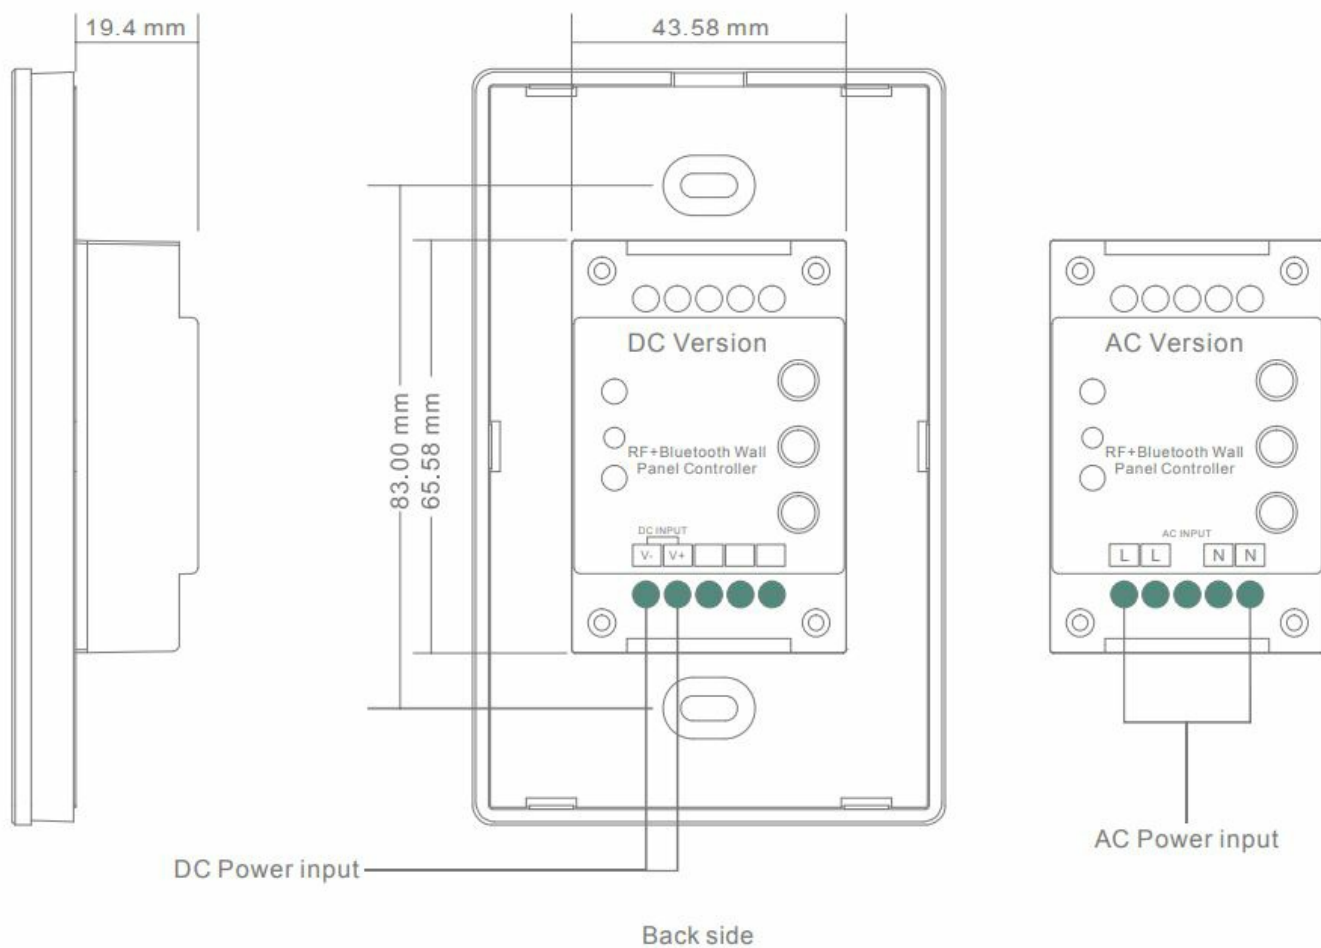 19.4 mm
43.58 mm
83.00 mm
65.58 mm
DC Version
RF+Bluetooth Wall
Panel Controller
DC INPUT
V- V+
AC Version
RF+Bluetooth Wall
Panel Controller
AC INPUT
L L N N
DC Power input
AC Power input
Back side